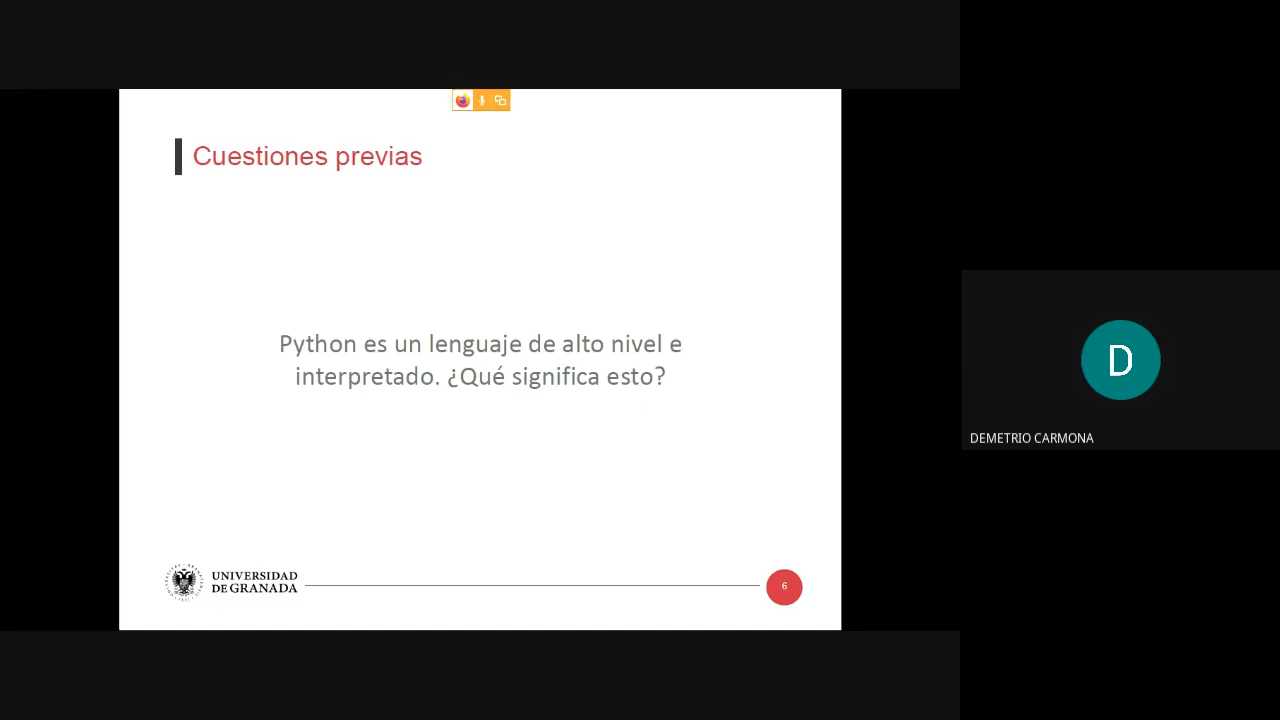 Cuestiones previas
Python es un lenguaje de alto nivel e
interpretado. ¿Qué significa esto?
UNIVERSIDAD
DE GRANADA
6
D
DEMETRIO CARMONA